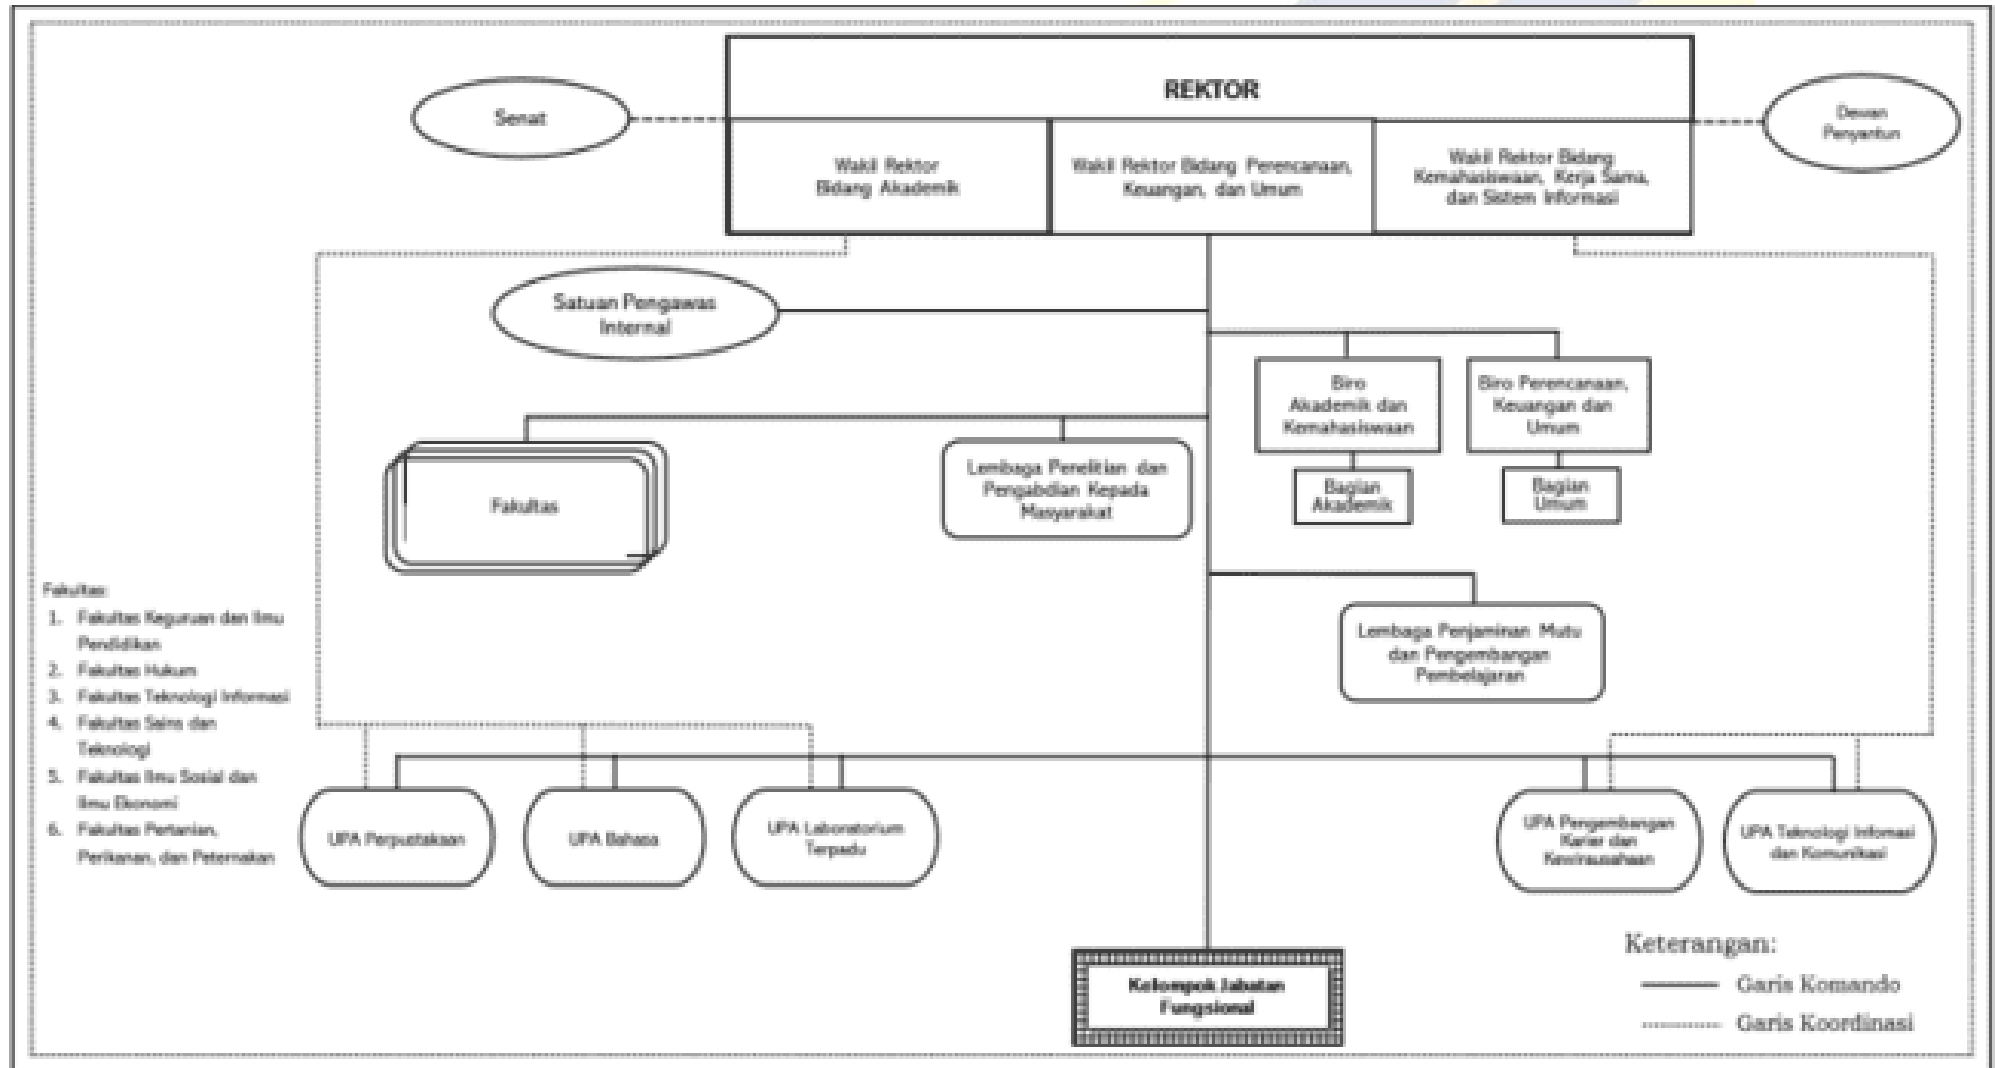 REKTOR
Senat
Dewan
Penyantun
Wakil Rektor
Bidang Akademik
Wakil Rektor Bidang Perencanaan,
Keuangan, dan Umum
Wakil Rektor Bidang
Kemahasiswaan, Kerja Sama,
dan Sistem Informasi
Satuan Pengawas
Internal
Biro
Akademik dan
Kemahasiswaan
Biro Perencanaan,
Keuangan dan
Umum
Bagian
Akademik
Bagian
Umum
Fakultas
Lembaga Penelitian dan
Pengabdian Kepada
Masyarakat
Lembaga Penjaminan Mutu
dan Pengembangan
Pembelajaran
Fakultas:
1. Fakultas Keguruan dan Ilmu
Pendidikan
2. Fakultas Hukum
3. Fakultas Teknologi Informasi
4. Fakultas Sains dan
Teknologi
5. Fakultas Ilmu Sosial dan
Ilmu Ekonomi
6. Fakultas Pertanian,
Perikanan, dan Peternakan
UPA Perpustakaan
UPA Bahasa
UPA Laboratorium
Terpadu
UPA Pengembangan
Karier dan
Kewirausahaan
UPA Teknologi Infomasi
dan Komunikasi
Kelompok Jabatan
Fungsional
Keterangan:
Garis Komando
Garis Koordinasi